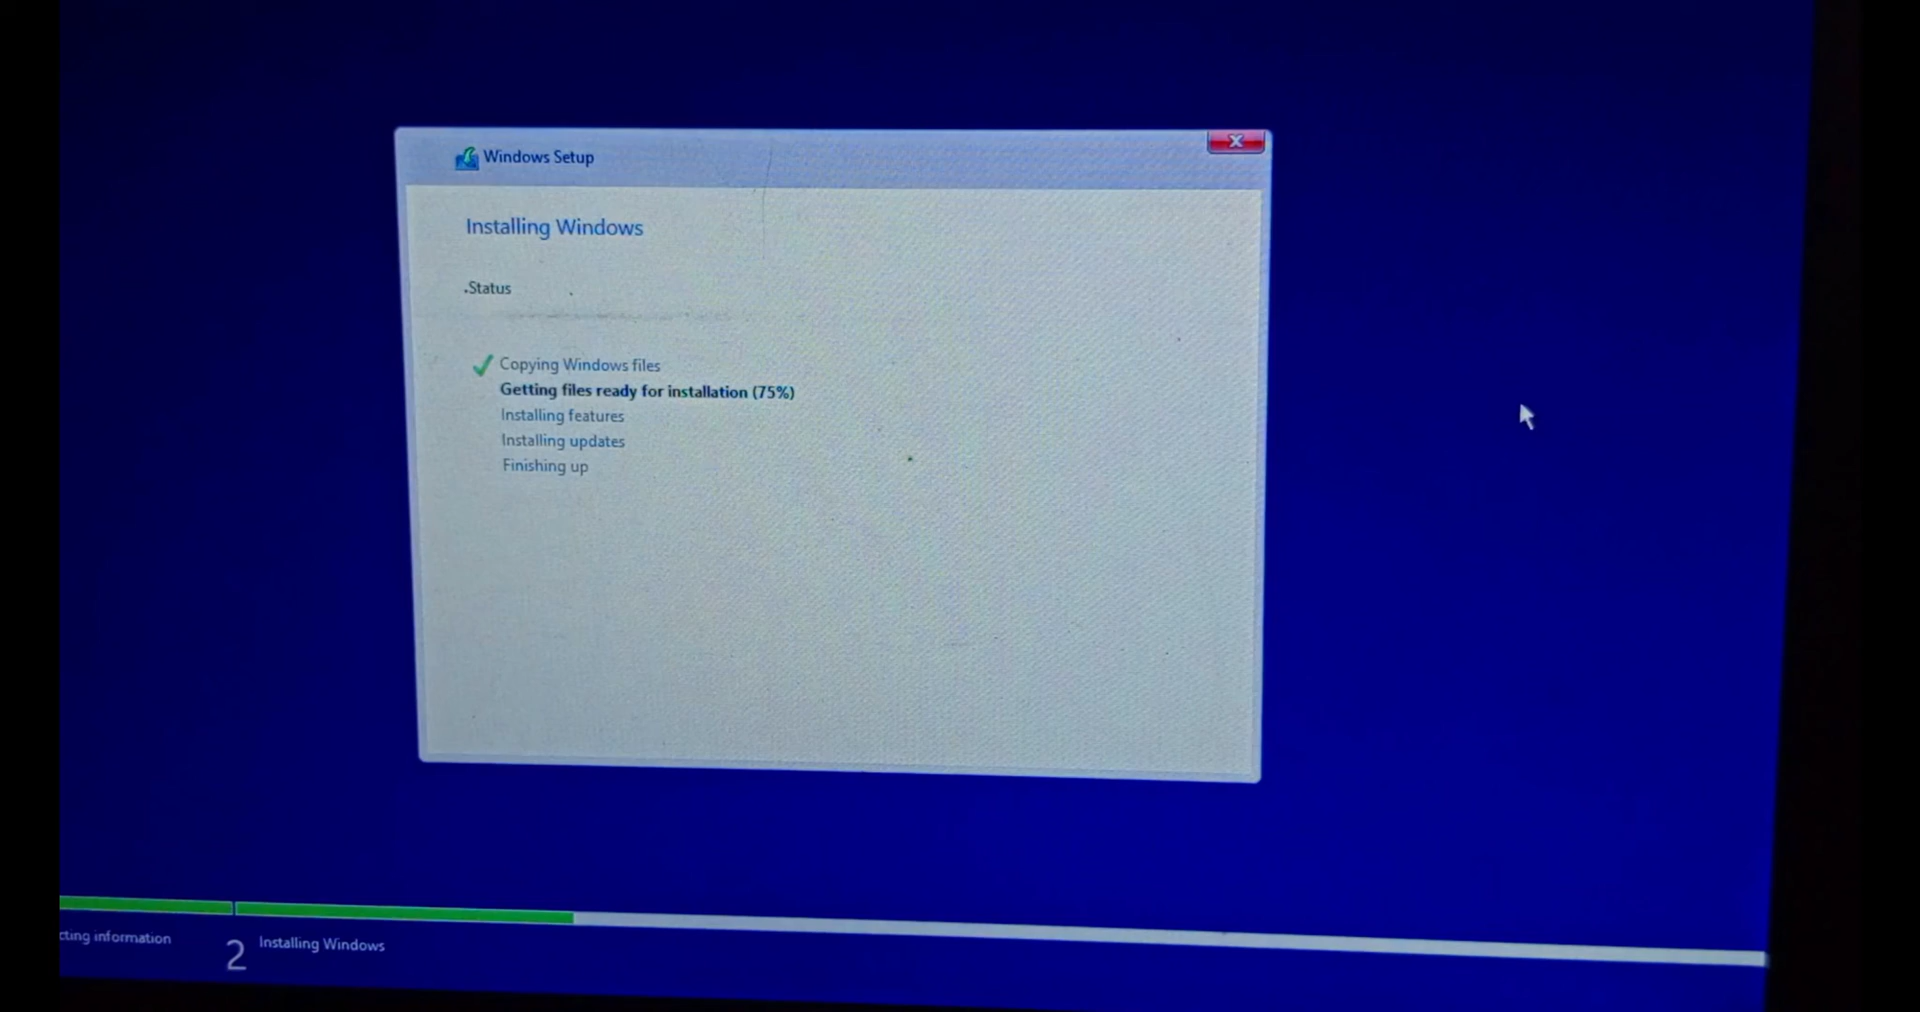 Windows Setup
Installing Windows
Status
Copying Windows files
Getting files ready for installation (75%)
Installing features
Installing updates
Finishing up
cting information
2 Installing Windows